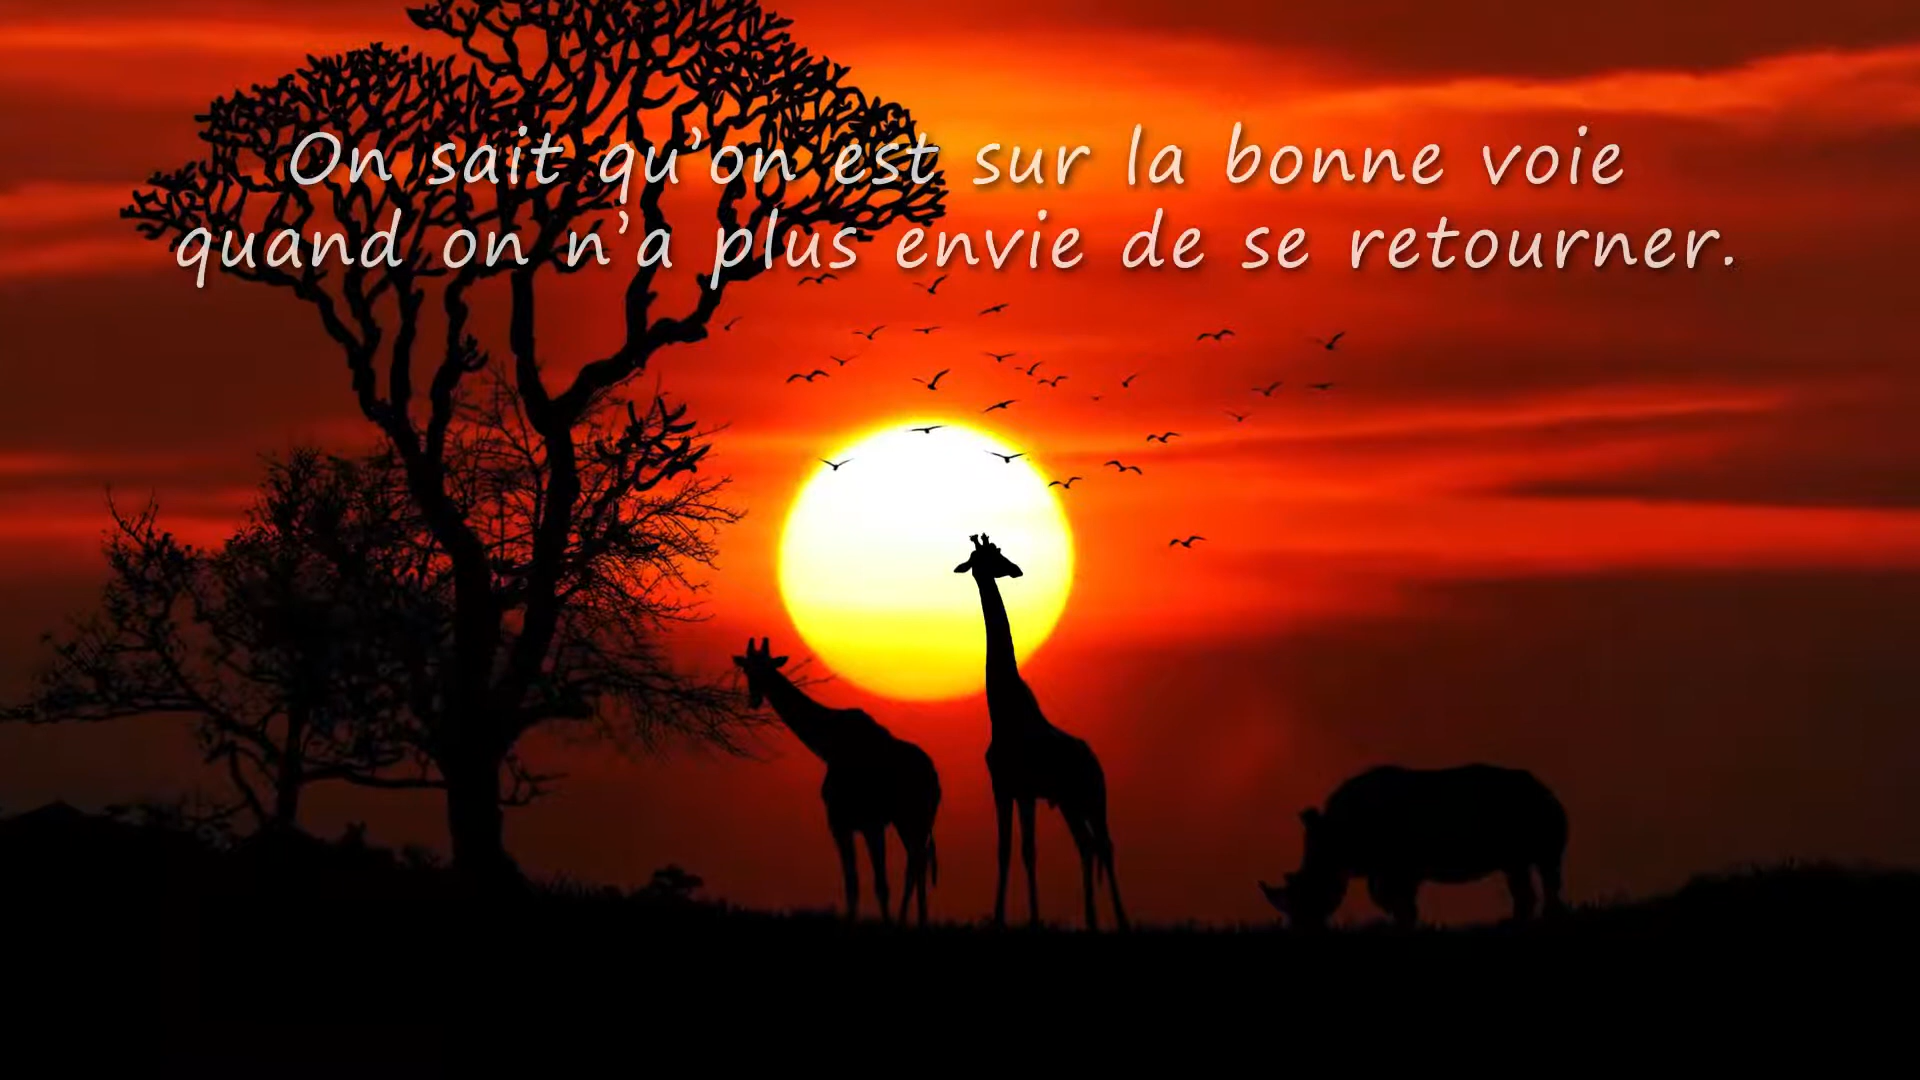 On sait qu’on est sur la bonne voie
quand on n’a plus envie de se retourner.